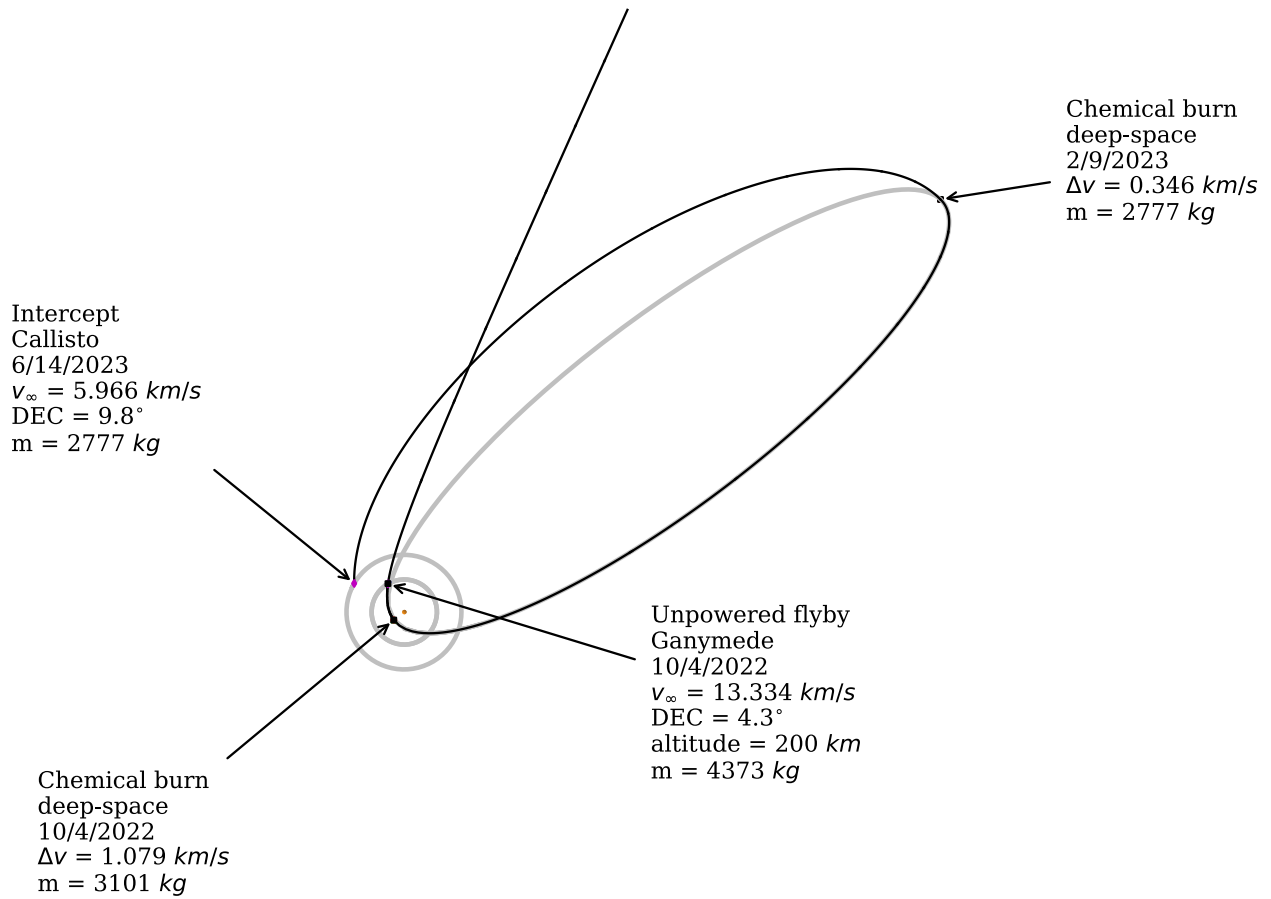 Chemical burn
deep-space
2/9/2023
Δv = 0.346 km/s
m = 2777 kg
Intercept
Callisto
6/14/2023
v∞ = 5.966 km/s
DEC = 9.8°
m = 2777 kg
Unpowered flyby
Ganymede
10/4/2022
v∞ = 13.334 km/s
DEC = 4.3°
altitude = 200 km
m = 4373 kg
Chemical burn
deep-space
10/4/2022
Δv = 1.079 km/s
m = 3101 kg